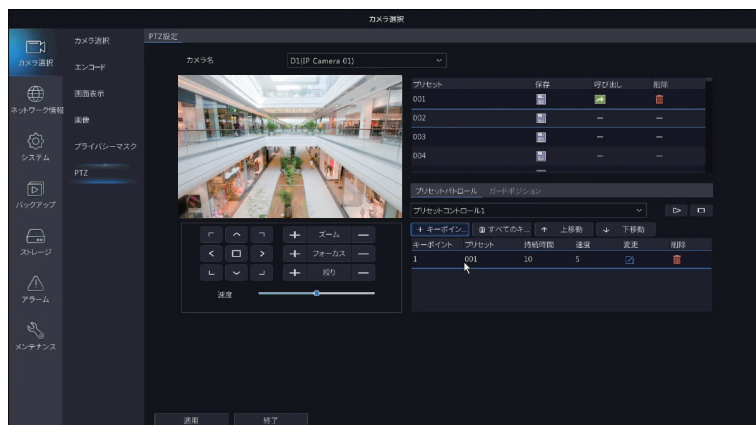 カメラ選択
カメラ選択
ネットワーク情報
システム
バックアップ
ストレージ
アラーム
メンテナンス
カメラ選択
エンコード
画面表示
画像
プライバシーマスク
PTZ
PTZ設定
カメラ名 D1(IP Camera 01)
ズーム
フォーカス
絞り
速度
プリセット 保存 呼び出し 削除
001
002 — —
003 — —
004 — —
プリセットパトロール ガードポジション
プリセットコントロール1
+ キーポイン... すべてのキ... ↑ 上移動 ↓ 下移動
キーポイント プリセット 持続時間 速度 変更 削除
1 001 10 5
適用 終了